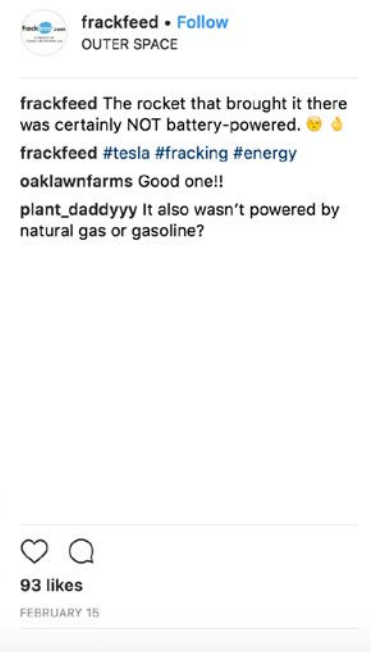 frackfeed • Follow
OUTER SPACE
frackfeed The rocket that brought it there
was certainly NOT battery-powered. 😉 👌
frackfeed #tesla #fracking #energy
oaklawnfarms Good one!!
plant_daddyyy It also wasn't powered by
natural gas or gasoline?
93 likes
FEBRUARY 15